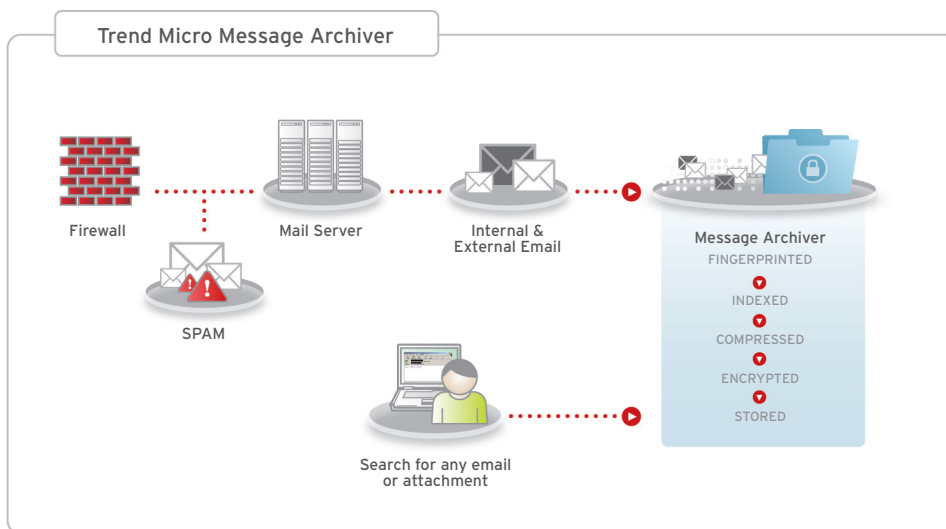 Trend Micro Message Archiver
Firewall
Mail Server
Internal &
External Email
SPAM
Message Archiver
FINGERPRINTED
INDEXED
COMPRESSED
ENCRYPTED
STORED
Search for any email
or attachment